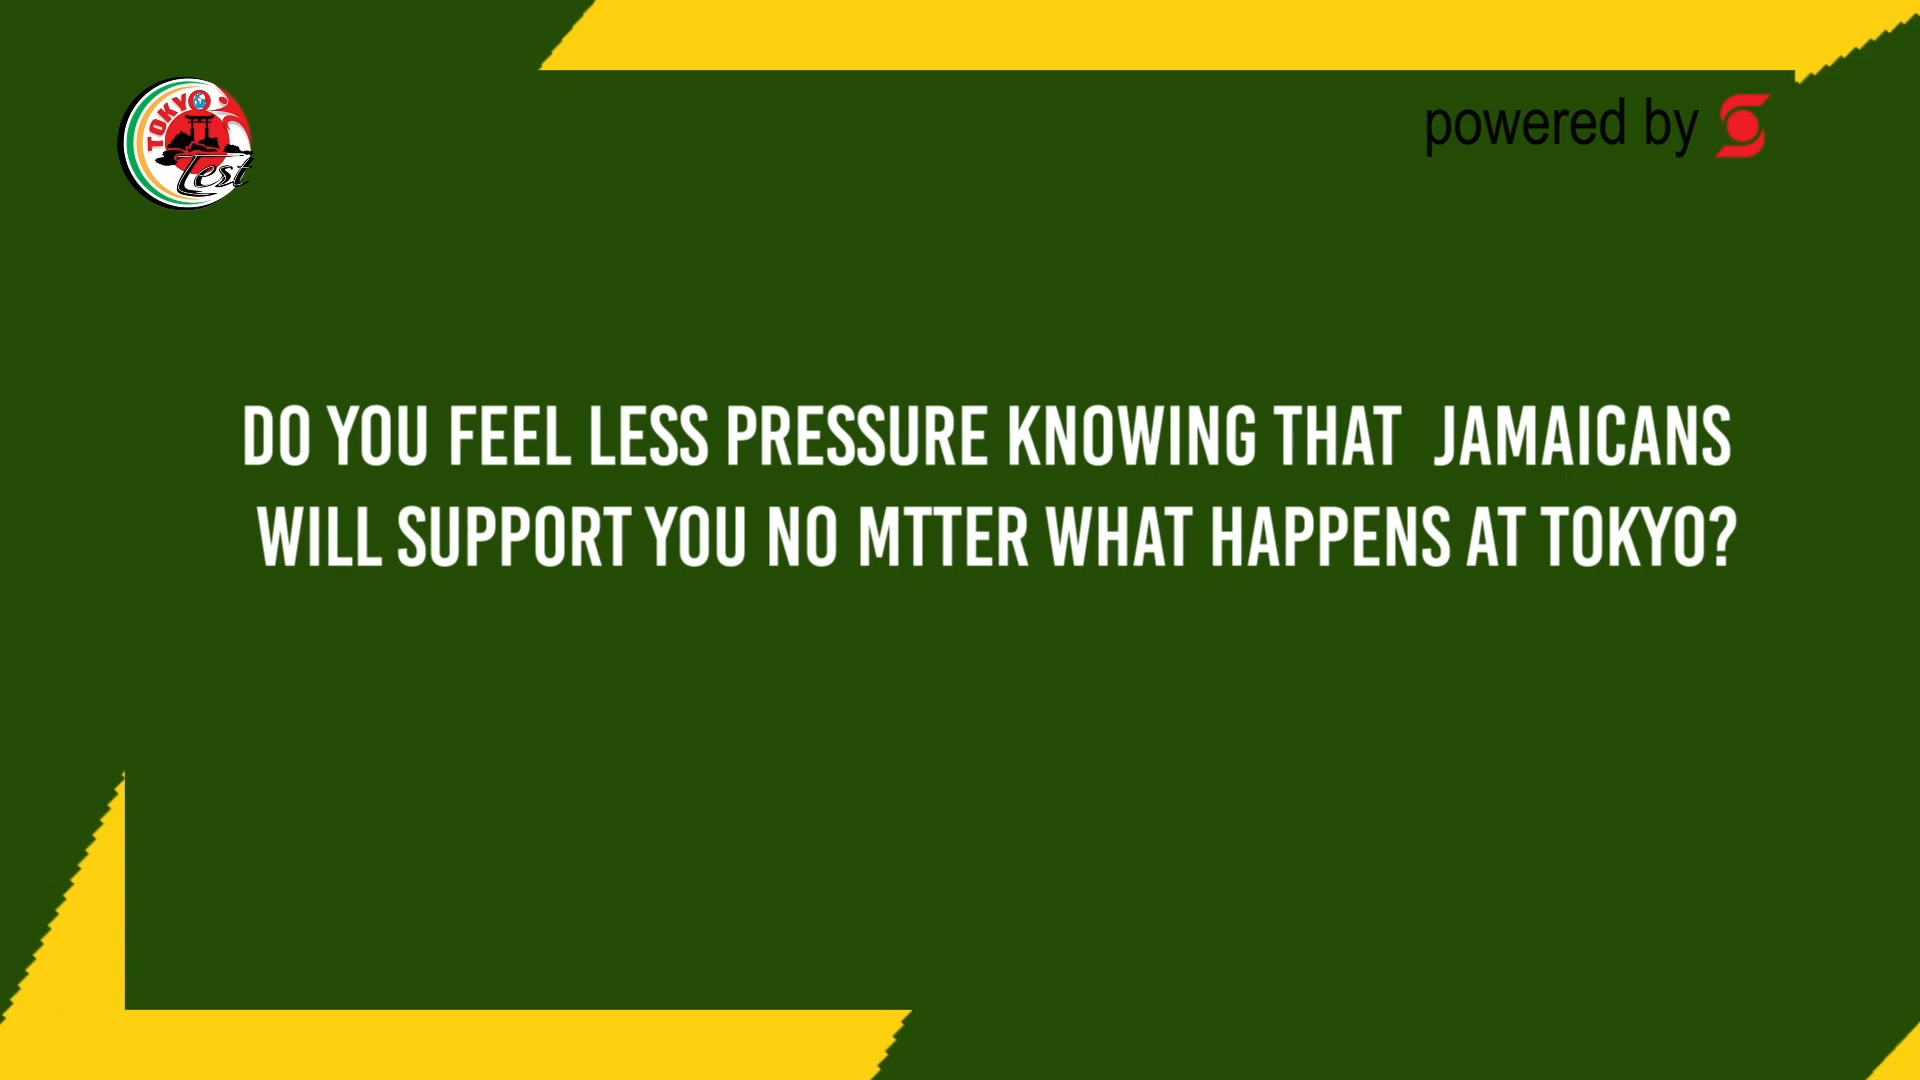 TOKYO
Test
powered by
DO YOU FEEL LESS PRESSURE KNOWING THAT JAMAICANS
WILL SUPPORT YOU NO MTTER WHAT HAPPENS AT TOKYO?